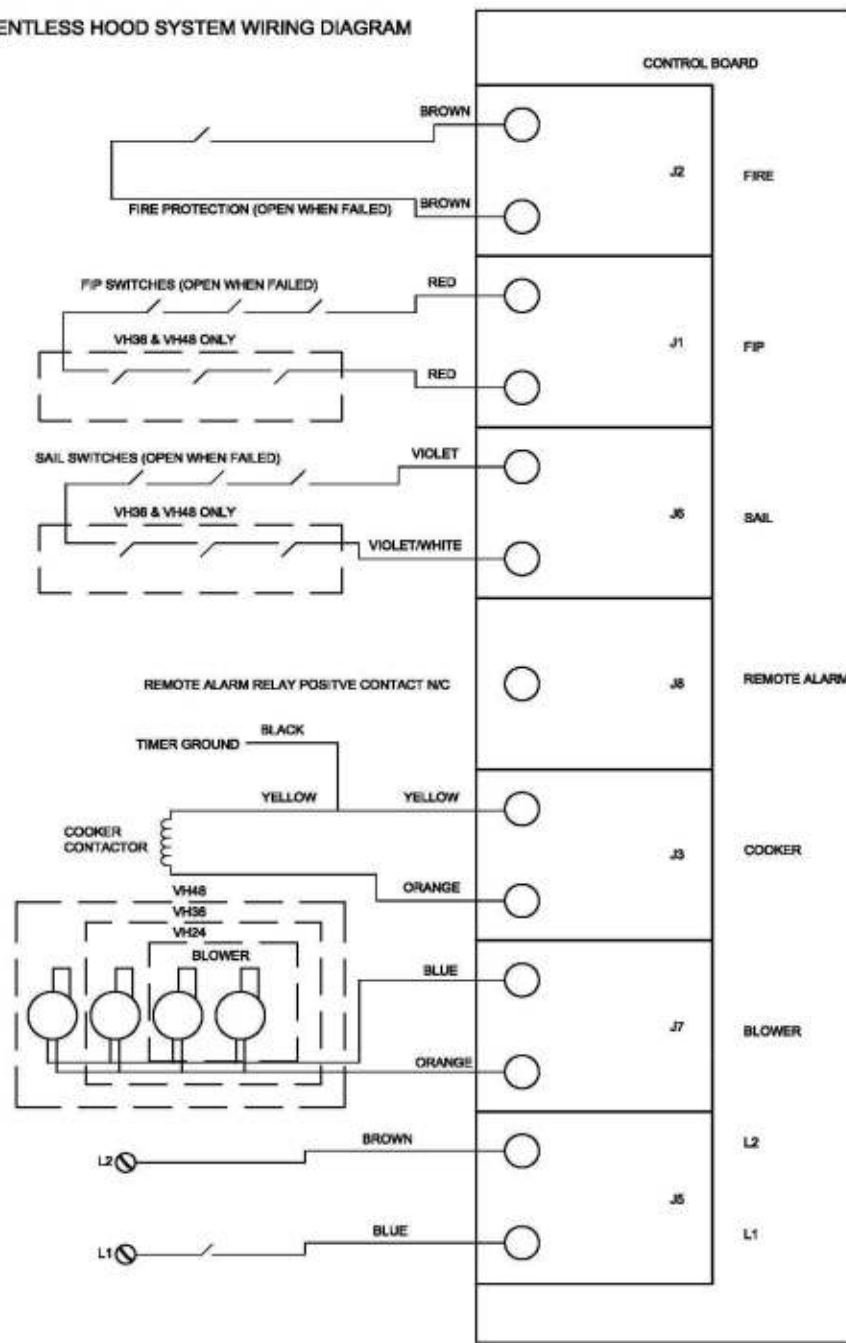 ENTLESS HOOD SYSTEM WIRING DIAGRAM
CONTROL BOARD
BROWN
J2
FIRE
BROWN
FIRE PROTECTION (OPEN WHEN FAILED)
FIP SWITCHES (OPEN WHEN FAILED)
RED
VH36 & VH48 ONLY
J1
FIP
RED
SAIL SWITCHES (OPEN WHEN FAILED)
VIOLET
VH36 & VH48 ONLY
J6
SAIL
VIOLET/WHITE
REMOTE ALARM RELAY POSITVE CONTACT N/C
J8
REMOTE ALARM
BLACK
TIMER GROUND
YELLOW
YELLOW
COOKER
CONTACTOR
J3
COOKER
ORANGE
VH48
VH36
VH24
BLOWER
BLUE
J7
BLOWER
ORANGE
BROWN
L2
L2
J5
BLUE
L1
L1